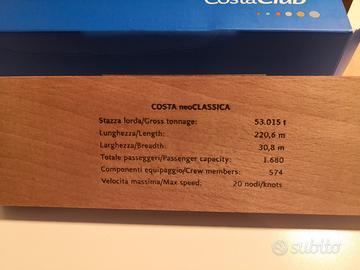 CostaClub
COSTA neoCLASSICA
Stazza lorda/Gross tonnage: 53.015 t
Lunghezza/Length: 220,6 m
Larghezza/Breadth: 30,8 m
Totale passeggeri/Passenger capacity: 1.680
Componenti equipaggio/Crew members: 574
Velocita massima/Max speed: 20 nodi/knots
subito